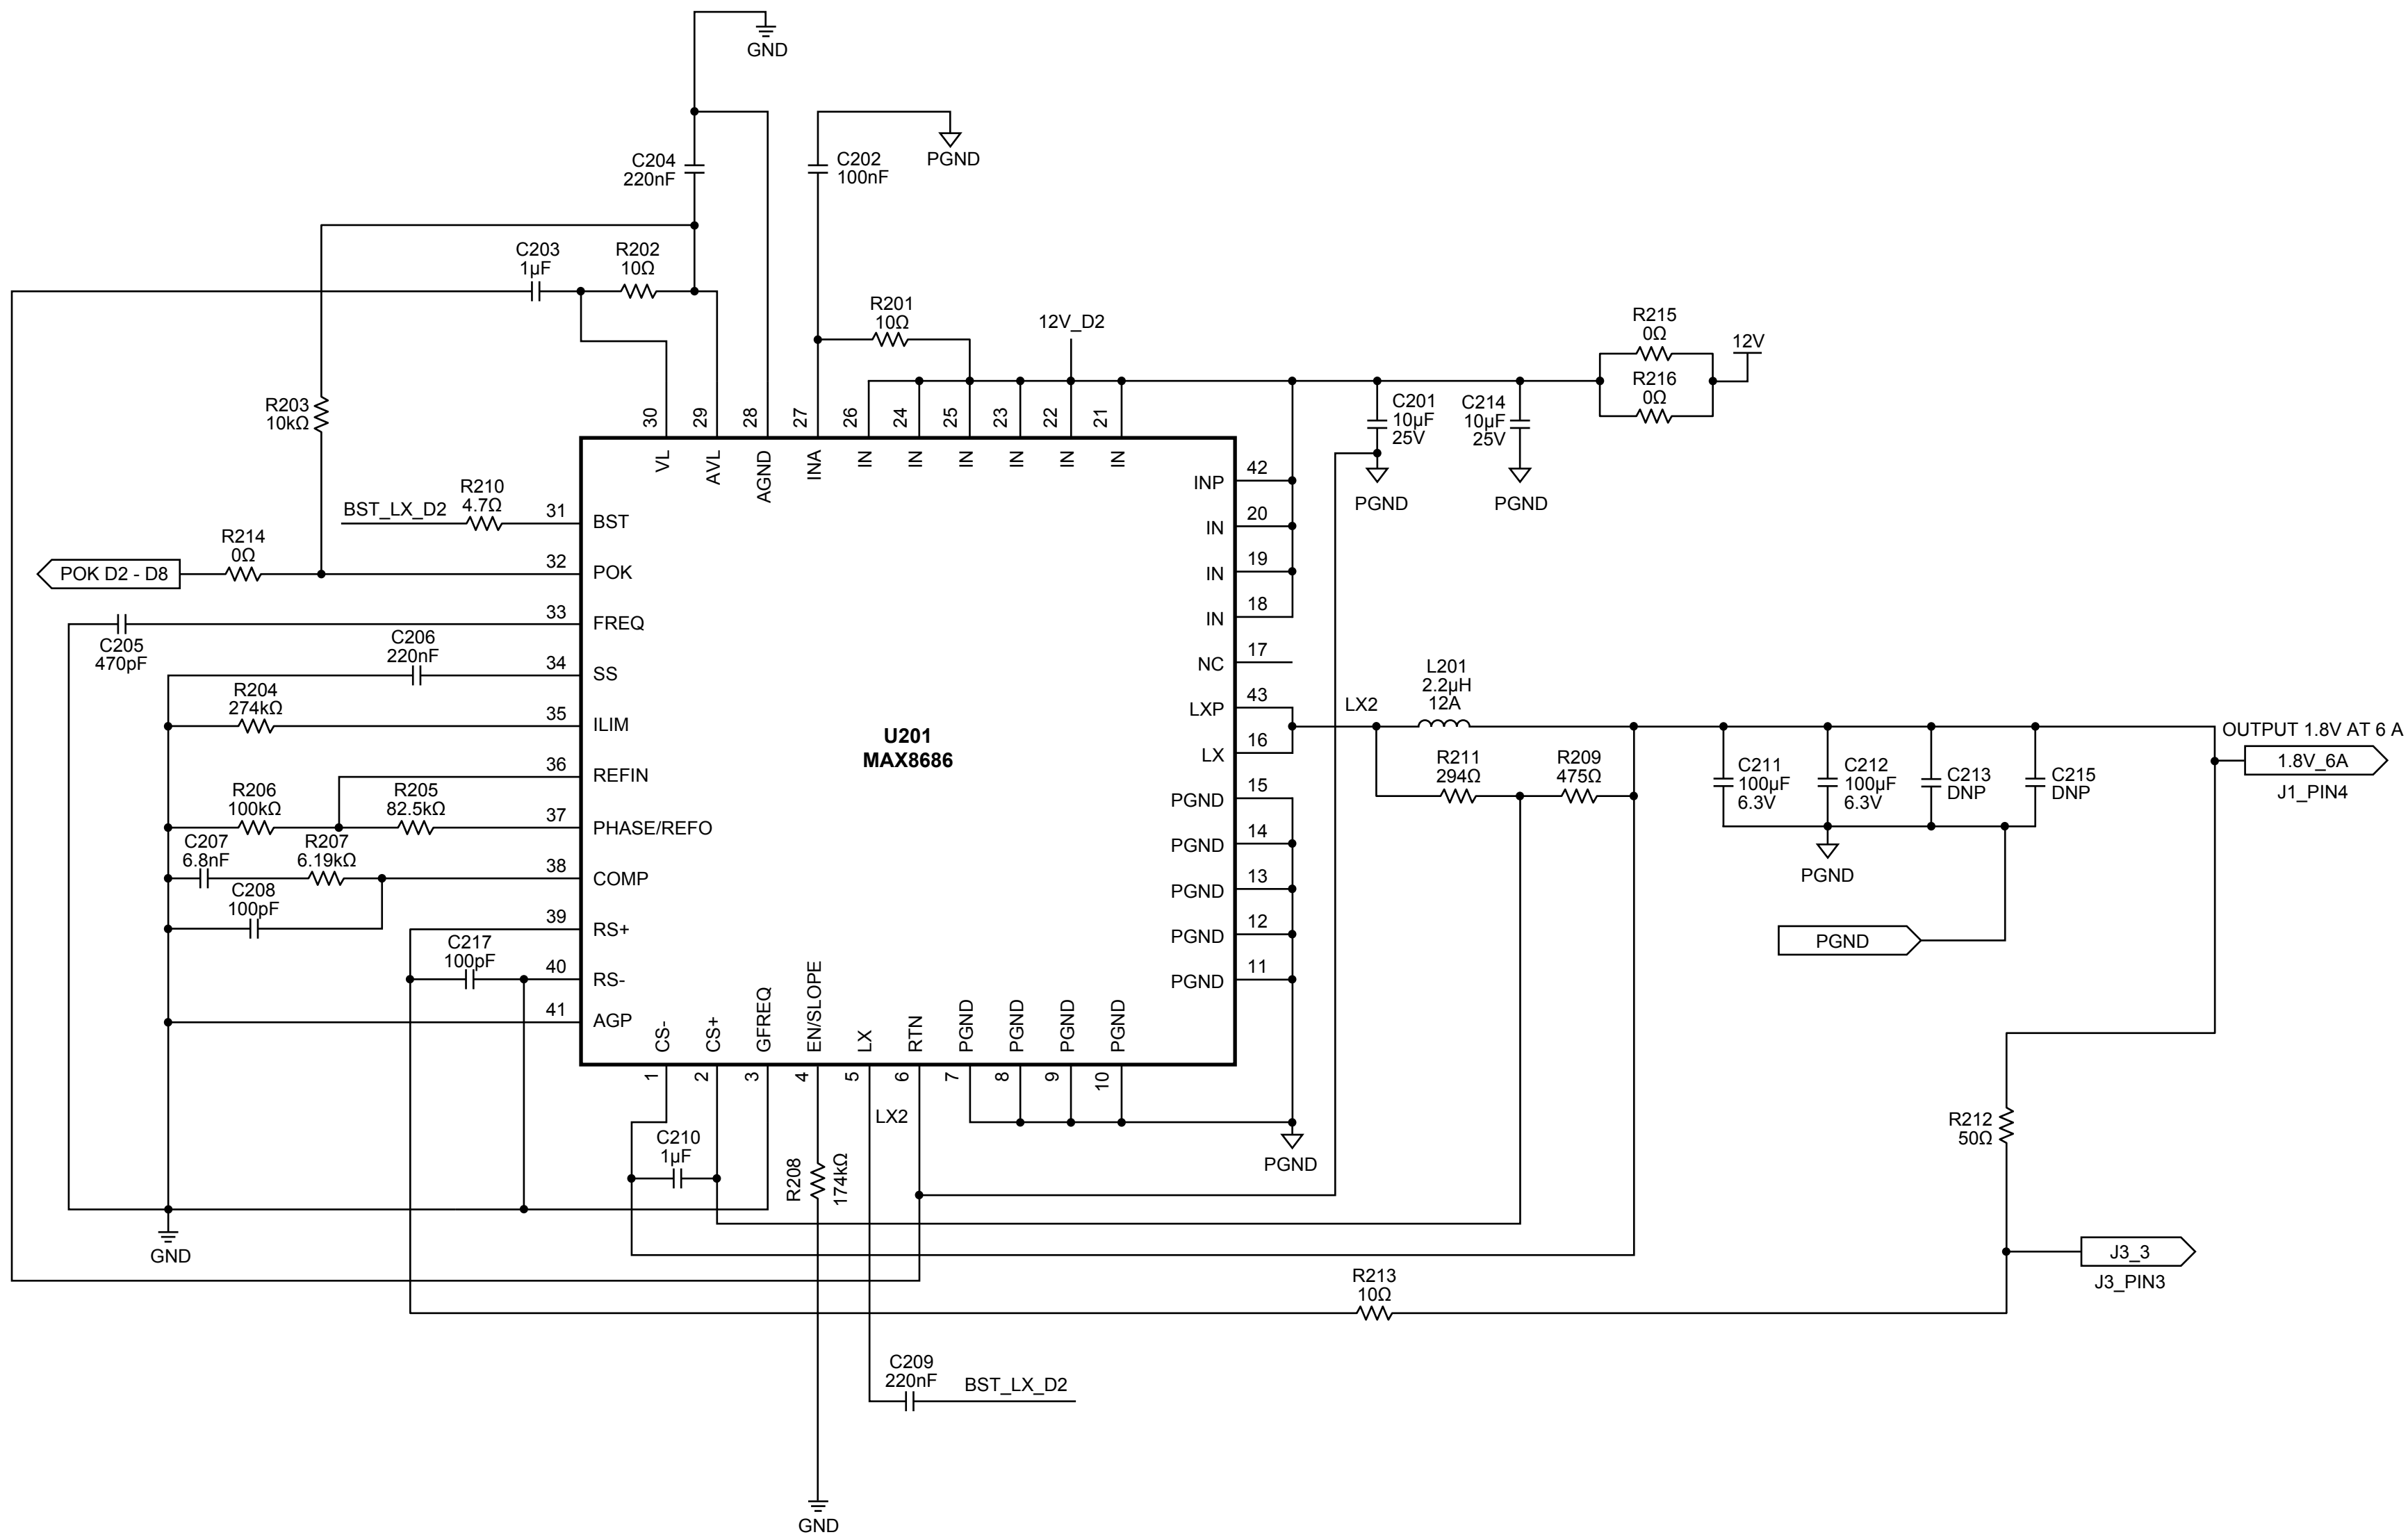 GND
C204
220nF
C202
100nF
PGND
C203
1µF
R202
10Ω
R201
10Ω
12V_D2
R215
0Ω
12V
R216
0Ω
R203
10kΩ
C201
10µF
25V
C214
10µF
25V
PGND
PGND
30
29
28
27
26
24
25
23
22
21
VL
AVL
AGND
INA
IN
IN
IN
IN
IN
IN
BST_LX_D2
R210
4.7Ω
31
BST
R214
0Ω
POK D2 - D8
32
POK
33
FREQ
C205
470pF
C206
220nF
34
SS
R204
274kΩ
35
ILIM
36
REFIN
R206
100kΩ
R205
82.5kΩ
37
PHASE/REFO
C207
6.8nF
R207
6.19kΩ
38
COMP
C208
100pF
39
RS+
C217
100pF
40
RS-
41
AGP
U201
MAX8686
INP
42
IN
20
IN
19
IN
18
NC
17
LXP
43
LX
16
PGND
15
PGND
14
PGND
13
PGND
12
PGND
11
LX2
L201
2.2µH
12A
R211
294Ω
R209
475Ω
C211
100µF
6.3V
C212
100µF
6.3V
C213
DNP
C215
DNP
OUTPUT 1.8V AT 6 A
1.8V_6A
J1_PIN4
PGND
PGND
CS-
CS+
GFREQ
EN/SLOPE
LX
RTN
PGND
PGND
PGND
PGND
1
2
3
4
5
6
7
8
9
10
LX2
C210
1µF
R208
174kΩ
PGND
R212
50Ω
GND
J3_3
J3_PIN3
R213
10Ω
C209
220nF
BST_LX_D2
GND